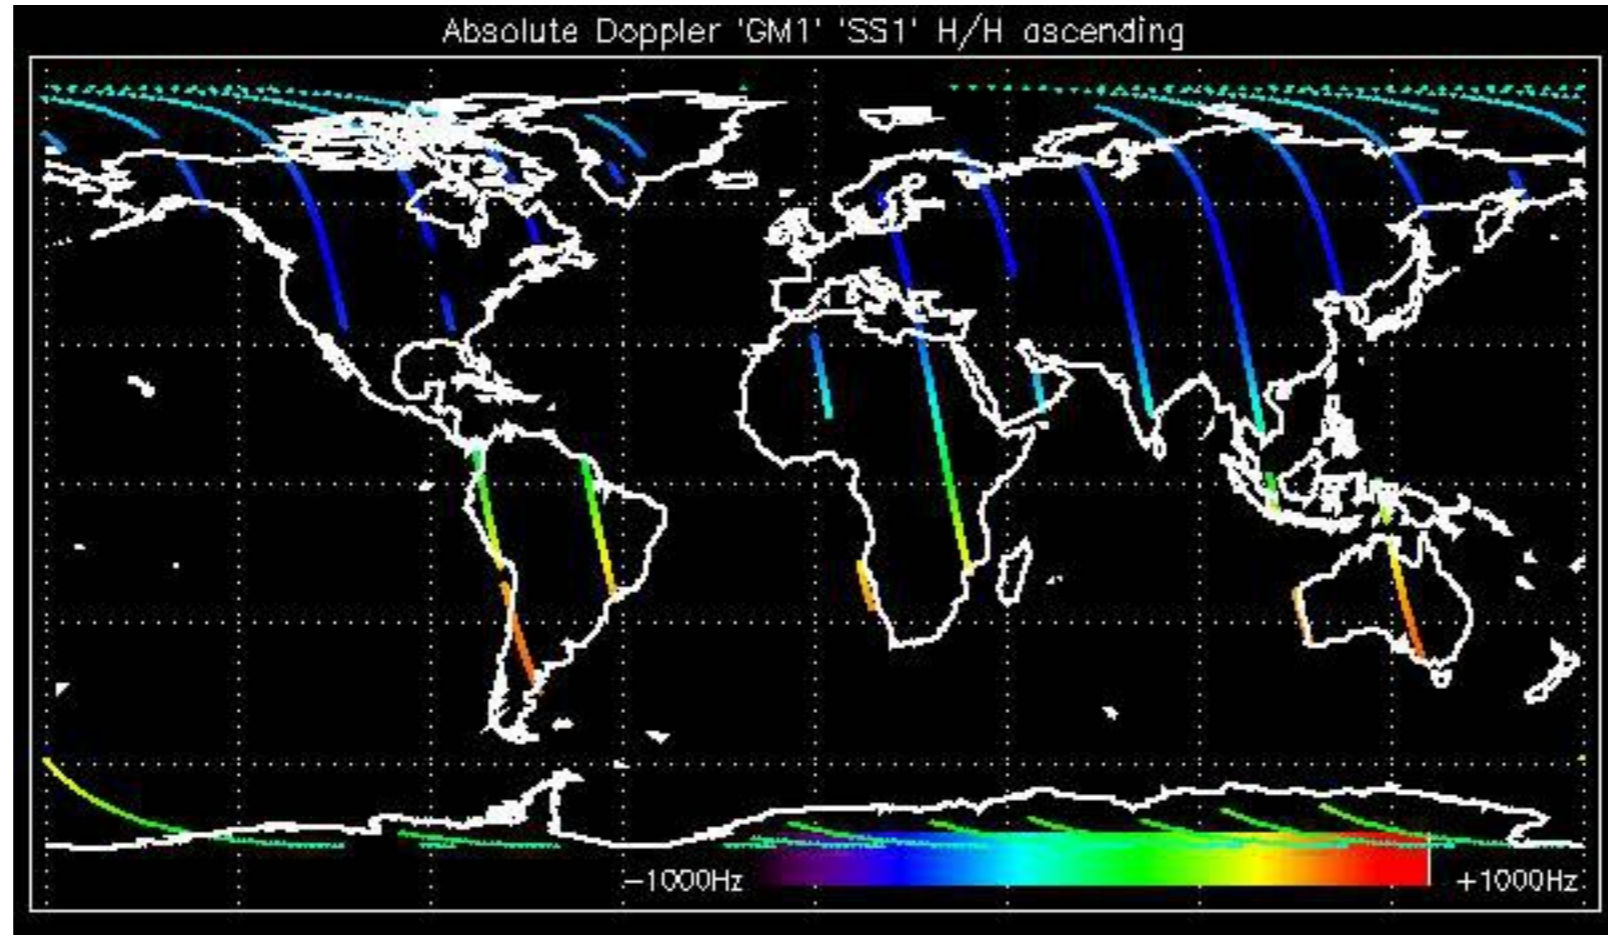 Absolute Doppler 'GM1' 'SS1' H/H ascending
−1000Hz
+1000Hz